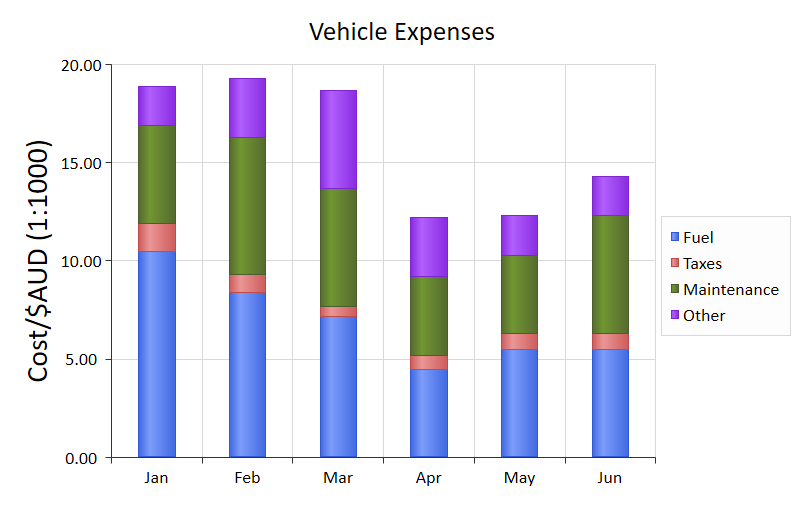 Vehicle Expenses
Cost/$AUD (1:1000)
20.00
15.00
10.00
5.00
0.00
Jan Feb Mar Apr May Jun
Fuel
Taxes
Maintenance
Other